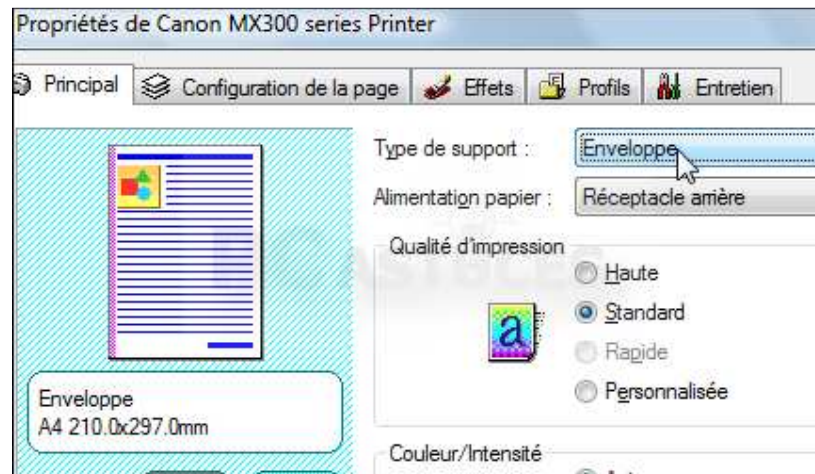 Propriétés de Canon MX300 series Printer
Principal
Configuration de la page
Effets
Profils
Entretien
Type de support :
Enveloppe
Alimentation papier :
Réceptacle arrière
Qualité d'impression
Haute
Standard
Rapide
Personnalisée
a
Enveloppe
A4 210.0x297.0mm
Couleur/Intensité